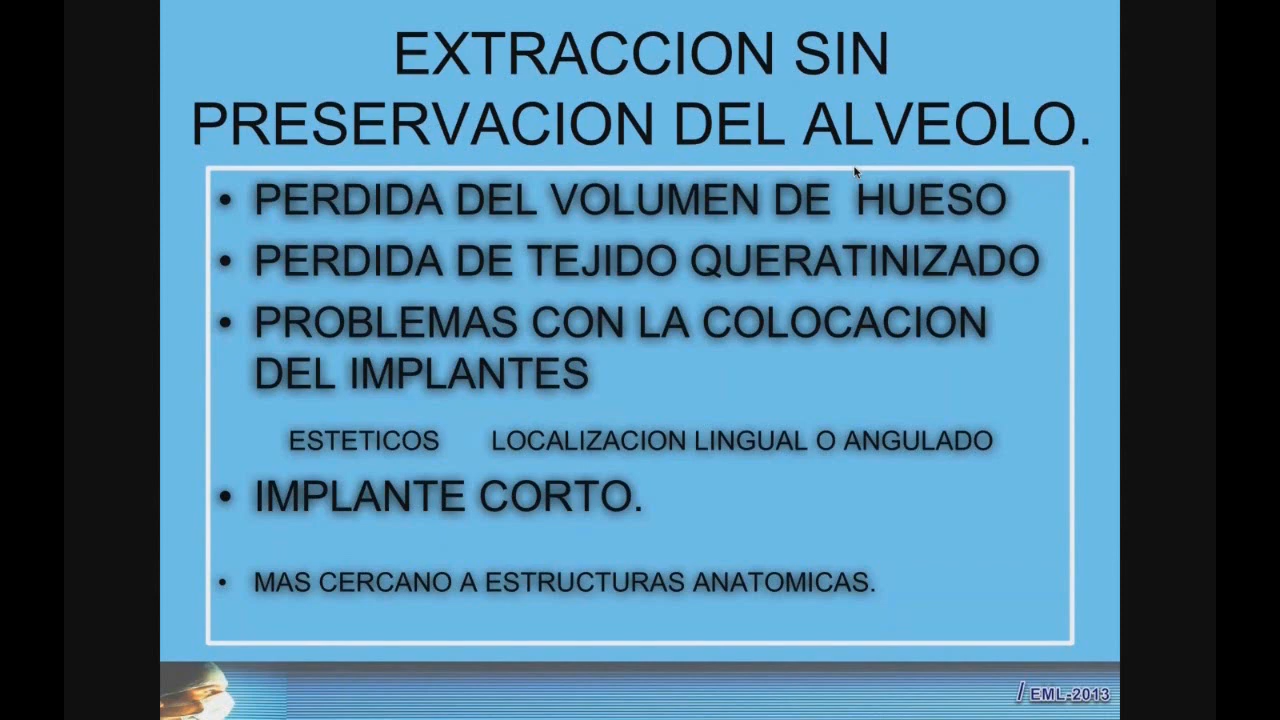 EXTRACCION SIN
PRESERVACION DEL ALVEOLO.
• PERDIDA DEL VOLUMEN DE HUESO
• PERDIDA DE TEJIDO QUERATINIZADO
• PROBLEMAS CON LA COLOCACION
DEL IMPLANTES
ESTETICOS LOCALIZACION LINGUAL O ANGULADO
• IMPLANTE CORTO.
• MAS CERCANO A ESTRUCTURAS ANATOMICAS.
/ EML-2013